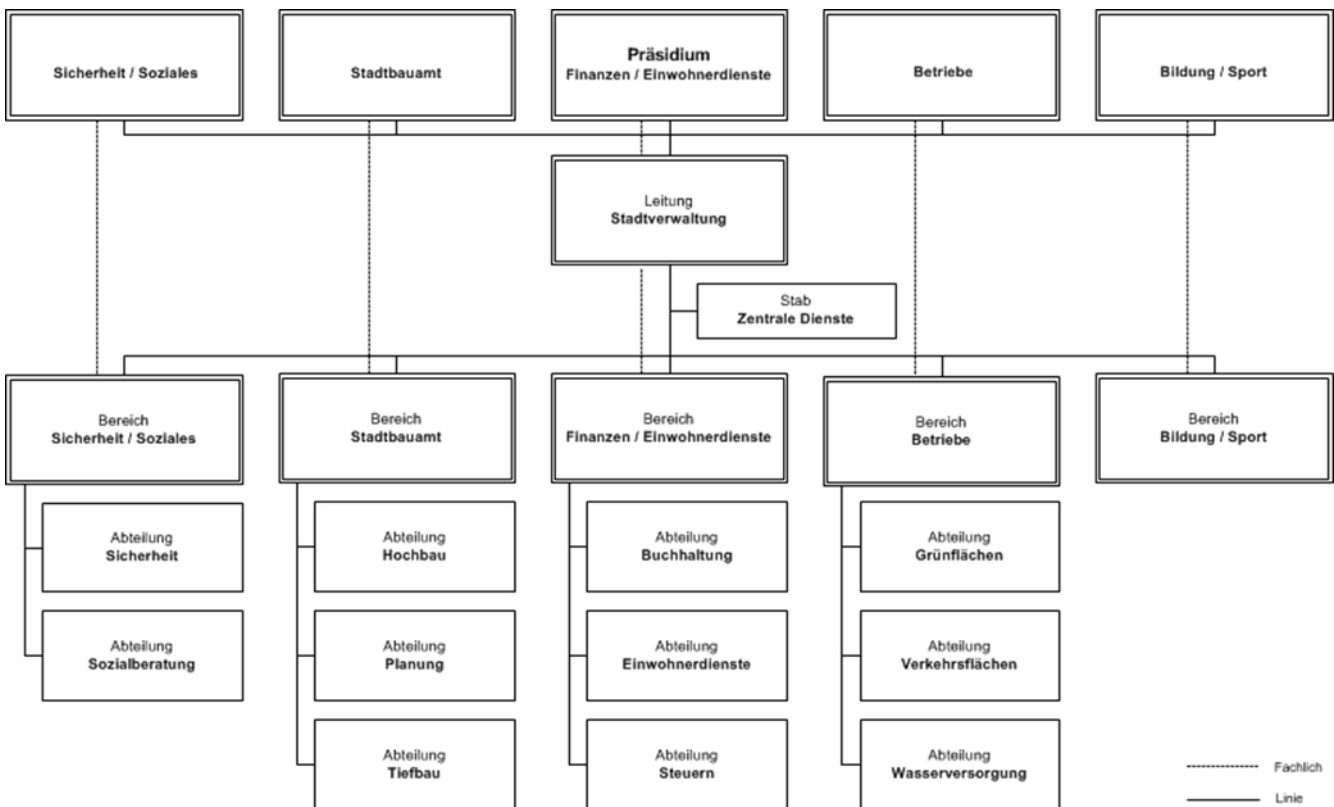 Sicherheit / Soziales
Stadtbauamt
Präsidium
Finanzen / Einwohnerdienste
Betriebe
Bildung / Sport
Leitung
Stadtverwaltung
Stab
Zentrale Dienste
Bereich
Sicherheit / Soziales
Bereich
Stadtbauamt
Bereich
Finanzen / Einwohnerdienste
Bereich
Betriebe
Bereich
Bildung / Sport
Abteilung
Sicherheit
Abteilung
Hochbau
Abteilung
Buchhaltung
Abteilung
Grünflächen
Abteilung
Sozialberatung
Abteilung
Planung
Abteilung
Einwohnerdienste
Abteilung
Verkehrsflächen
Abteilung
Tiefbau
Abteilung
Steuern
Abteilung
Wasserversorgung
Fachlich
Linie